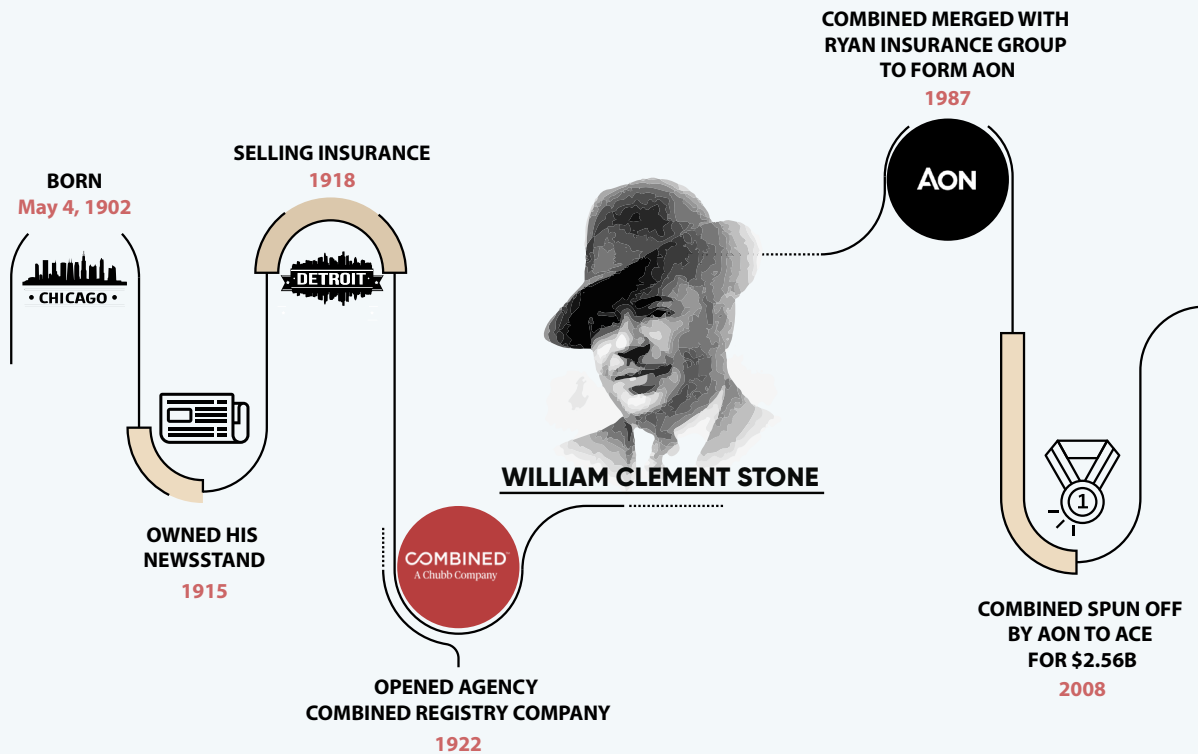 BORN
May 4, 1902
• CHICAGO •
OWNED HIS
NEWSSTAND
1915
SELLING INSURANCE
1918
DETROIT
COMBINED™
A Chubb Company
OPENED AGENCY
COMBINED REGISTRY COMPANY
1922
WILLIAM CLEMENT STONE
COMBINED MERGED WITH
RYAN INSURANCE GROUP
TO FORM AON
1987
AON
1
COMBINED SPUN OFF
BY AON TO ACE
FOR $2.56B
2008